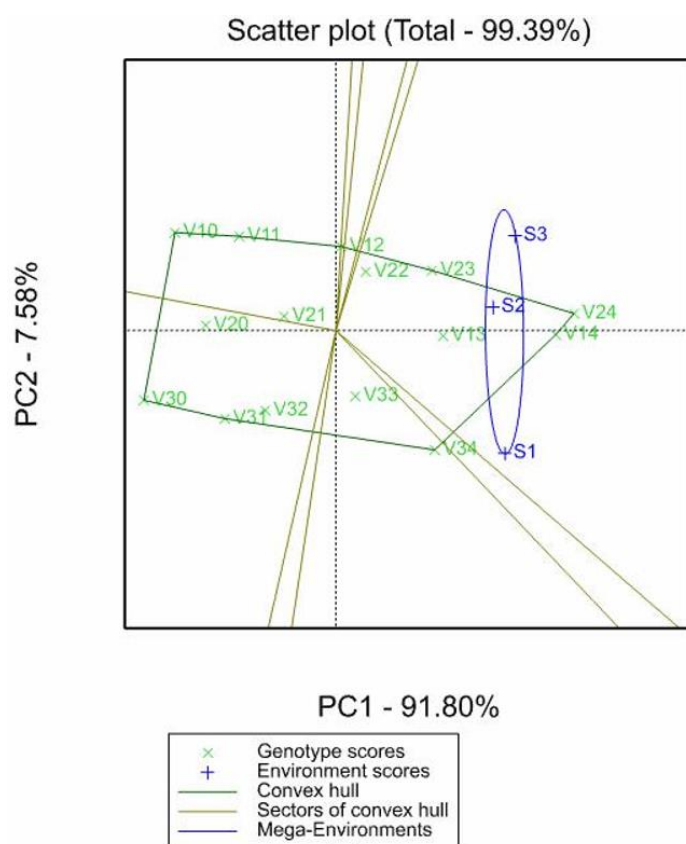 Scatter plot (Total - 99.39%)
V10
V11
V12
S3
V22
V23
S2
V24
V21
V20
V13
V14
PC2 - 7.58%
V30
V31
V32
V33
V34
S1
PC1 - 91.80%
Genotype scores
Environment scores
Convex hull
Sectors of convex hull
Mega-Environments